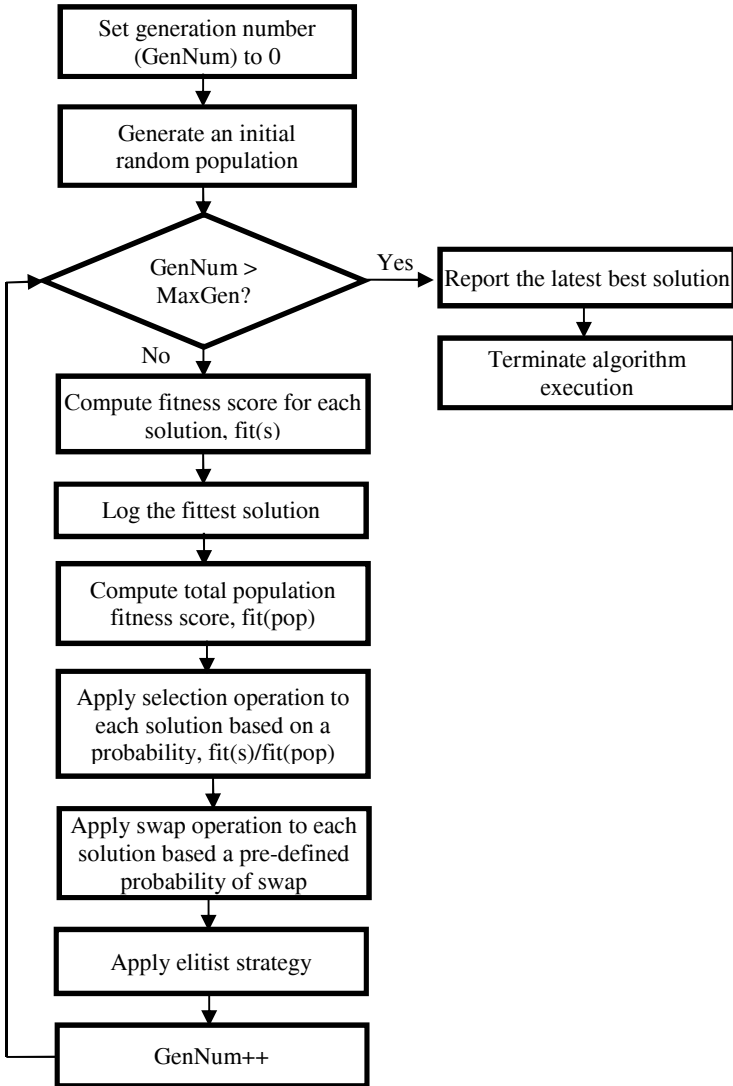 Set generation number
(GenNum) to 0
Generate an initial
random population
GenNum >
MaxGen?
Yes
Report the latest best solution
Terminate algorithm
execution
No
Compute fitness score for each
solution, fit(s)
Log the fittest solution
Compute total population
fitness score, fit(pop)
Apply selection operation to
each solution based on a
probability, fit(s)/fit(pop)
Apply swap operation to each
solution based a pre-defined
probability of swap
Apply elitist strategy
GenNum++